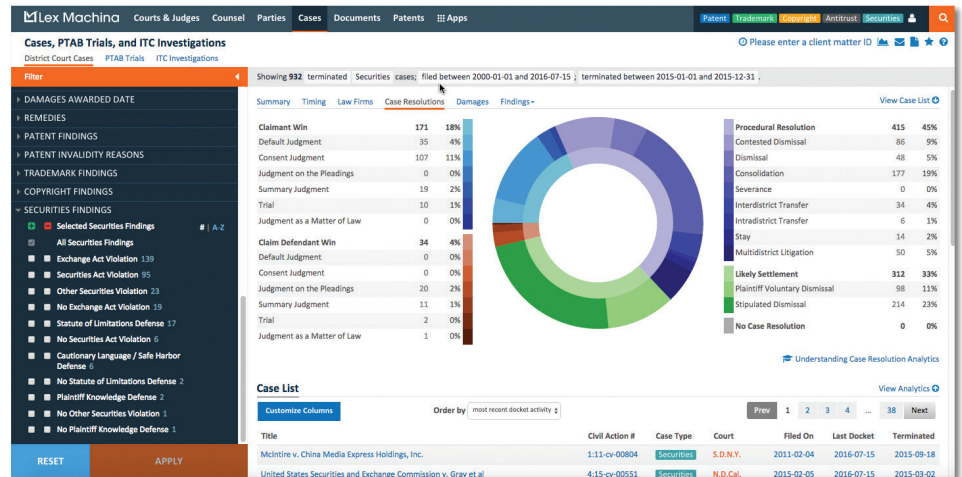 Lex Machina Courts & Judges Counsel Parties Cases Documents Patents Apps Patent Trademark Copyright Antitrust Securities
Cases, PTAB Trials, and ITC Investigations
Please enter a client matter ID
District Court Cases PTAB Trials ITC Investigations
Filter
Showing 932 terminated Securities cases; filed between 2000-01-01 and 2016-07-15 ; terminated between 2015-01-01 and 2015-12-31 .
DAMAGES AWARDED DATE
REMEDIES
PATENT FINDINGS
PATENT INVALIDITY REASONS
TRADEMARK FINDINGS
COPYRIGHT FINDINGS
SECURITIES FINDINGS
Selected Securities Findings # | A-Z
All Securities Findings
Exchange Act Violation 139
Securities Act Violation 95
Other Securities Violation 23
No Exchange Act Violation 19
Statute of Limitations Defense 17
No Securities Act Violation 6
Cautionary Language / Safe Harbor
Defense 6
No Statute of Limitations Defense 2
Plaintiff Knowledge Defense 2
No Other Securities Violation 1
No Plaintiff Knowledge Defense 1
RESET APPLY
Summary Timing Law Firms Case Resolutions Damages Findings
View Case List
Claimant Win 171 18%
Default Judgment 35 4%
Consent Judgment 107 11%
Judgment on the Pleadings 0 0%
Summary Judgment 19 2%
Trial 10 1%
Judgment as a Matter of Law 0 0%
Claim Defendant Win 34 4%
Default Judgment 0 0%
Consent Judgment 0 0%
Judgment on the Pleadings 20 2%
Summary Judgment 11 1%
Trial 2 0%
Judgment as a Matter of Law 1 0%
Procedural Resolution 415 45%
Contested Dismissal 86 9%
Dismissal 48 5%
Consolidation 177 19%
Severance 0 0%
Interdistrict Transfer 34 4%
Intradistrict Transfer 6 1%
Stay 14 2%
Multidistrict Litigation 50 5%
Likely Settlement 312 33%
Plaintiff Voluntary Dismissal 98 11%
Stipulated Dismissal 214 23%
No Case Resolution 0 0%
Understanding Case Resolution Analytics
Case List
View Analytics
Customize Columns Order by most recent docket activity Prev 1 2 3 4 ... 38 Next
Title Civil Action # Case Type Court Filed On Last Docket Terminated
McIntire v. China Media Express Holdings, Inc. 1:11-cv-00804 Securities S.D.N.Y. 2011-02-04 2016-07-15 2015-09-18
United States Securities and Exchange Commission v. Gray et al 4:15-cv-00551 Securities N.D.Cal. 2015-02-05 2016-07-15 2015-03-02